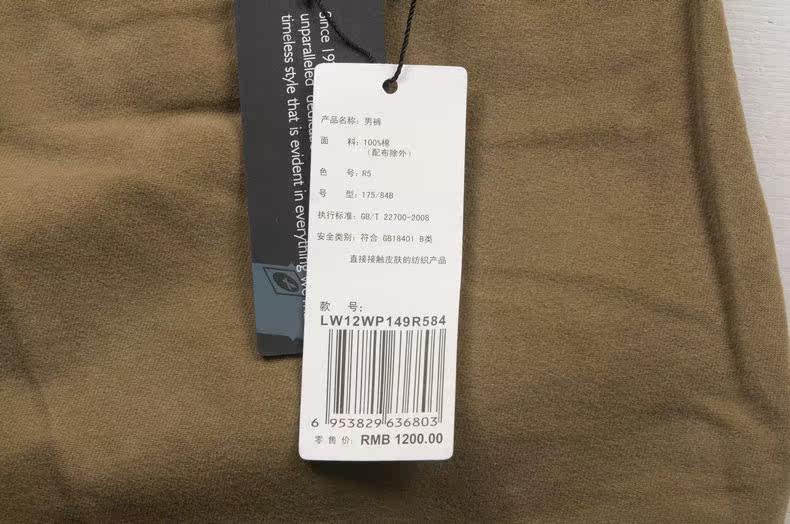 Since 19
unparalleled dedica
timeless style that is evident in everything we
产品名称：男裤
面 料：100%棉
（配布除外）
色 号：R5
号 型：175/84B
执行标准：GB/T 22700-2008
安全类别：符合 GB18401 B类
直接接触皮肤的纺织产品
款 号：
LW12WP149R584
6 953829 636803
零售价：RMB 1200.00